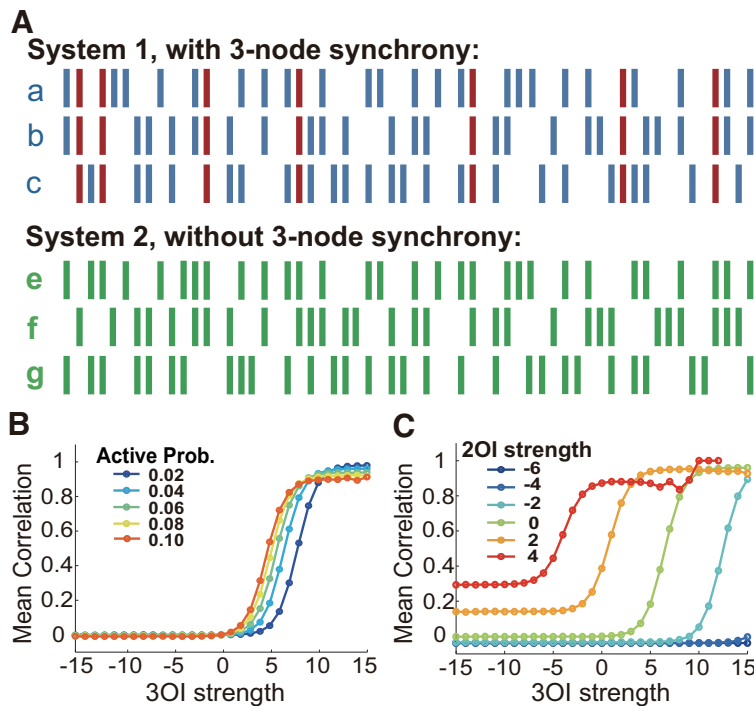 A
System 1, with 3-node synchrony:
a
b
c
System 2, without 3-node synchrony:
e
f
g
B
Active Prob.
0.02
0.04
0.06
0.08
0.10
Mean Correlation
1
0.8
0.6
0.4
0.2
0
-15 -10 -5 0 5 10 15
3OI strength
C
2OI strength
-6
-4
-2
0
2
4
Mean Correlation
1
0.8
0.6
0.4
0.2
0
-15 -10 -5 0 5 10 15
3OI strength